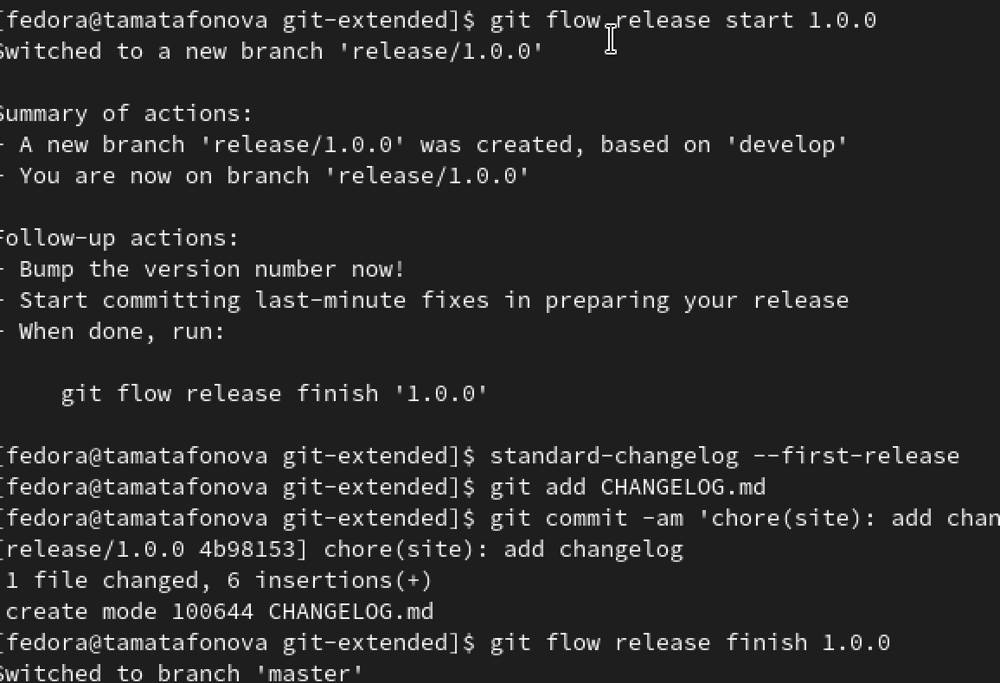 [fedora@tamatafonova git-extended]$ git flow release start 1.0.0
Switched to a new branch 'release/1.0.0'
Summary of actions:
- A new branch 'release/1.0.0' was created, based on 'develop'
- You are now on branch 'release/1.0.0'
Follow-up actions:
- Bump the version number now!
- Start committing last-minute fixes in preparing your release
- When done, run:
git flow release finish '1.0.0'
[fedora@tamatafonova git-extended]$ standard-changelog --first-release
[fedora@tamatafonova git-extended]$ git add CHANGELOG.md
[fedora@tamatafonova git-extended]$ git commit -am 'chore(site): add chan
[release/1.0.0 4b98153] chore(site): add changelog
1 file changed, 6 insertions(+)
create mode 100644 CHANGELOG.md
[fedora@tamatafonova git-extended]$ git flow release finish 1.0.0
Switched to branch 'master'